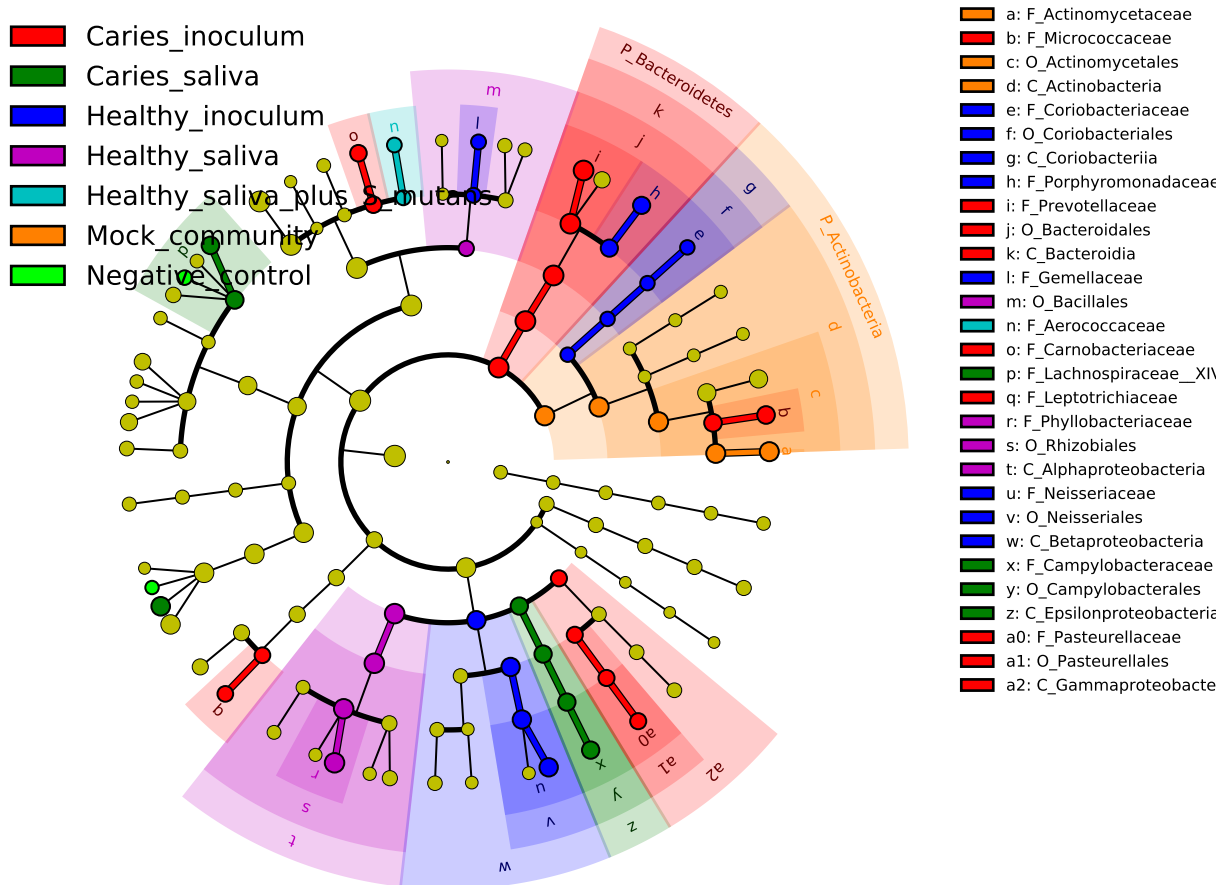 Caries_inoculum
Caries_saliva
Healthy_inoculum
Healthy_saliva
Healthy_saliva_plus_S_mutans
Mock_community
Negative_control
P_Bacteroidetes
P_Actinobacteria
a
b
c
d
e
f
g
h
i
j
k
l
m
n
o
p
q
r
s
t
u
v
w
x
y
z
a0
a1
a2
a: F_Actinomycetaceae
b: F_Micrococcaceae
c: O_Actinomycetales
d: C_Actinobacteria
e: F_Coriobacteriaceae
f: O_Coriobacteriales
g: C_Coriobacteriia
h: F_Porphyromonadaceae
i: F_Prevotellaceae
j: O_Bacteroidales
k: C_Bacteroidia
l: F_Gemellaceae
m: O_Bacillales
n: F_Aerococcaceae
o: F_Carnobacteriaceae
p: F_Lachnospiraceae__XIV
q: F_Leptotrichiaceae
r: F_Phyllobacteriaceae
s: O_Rhizobiales
t: C_Alphaproteobacteria
u: F_Neisseriaceae
v: O_Neisseriales
w: C_Betaproteobacteria
x: F_Campylobacteraceae
y: O_Campylobacterales
z: C_Epsilonproteobacteria
a0: F_Pasteurellaceae
a1: O_Pasteurellales
a2: C_Gammaproteobacte